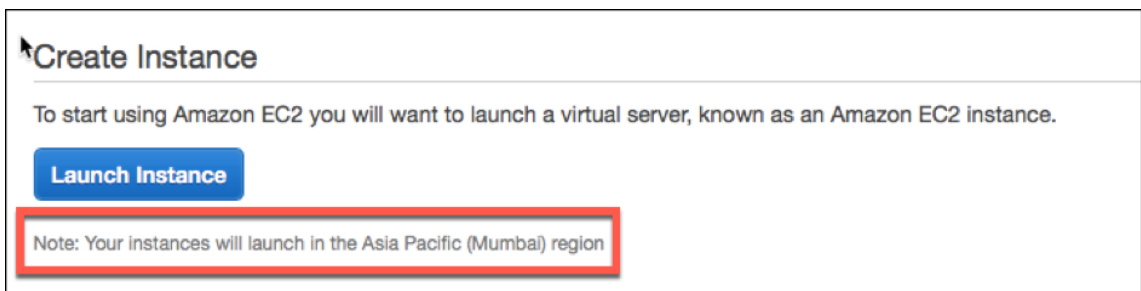 Create Instance
To start using Amazon EC2 you will want to launch a virtual server, known as an Amazon EC2 instance.
Launch Instance
Note: Your instances will launch in the Asia Pacific (Mumbai) region